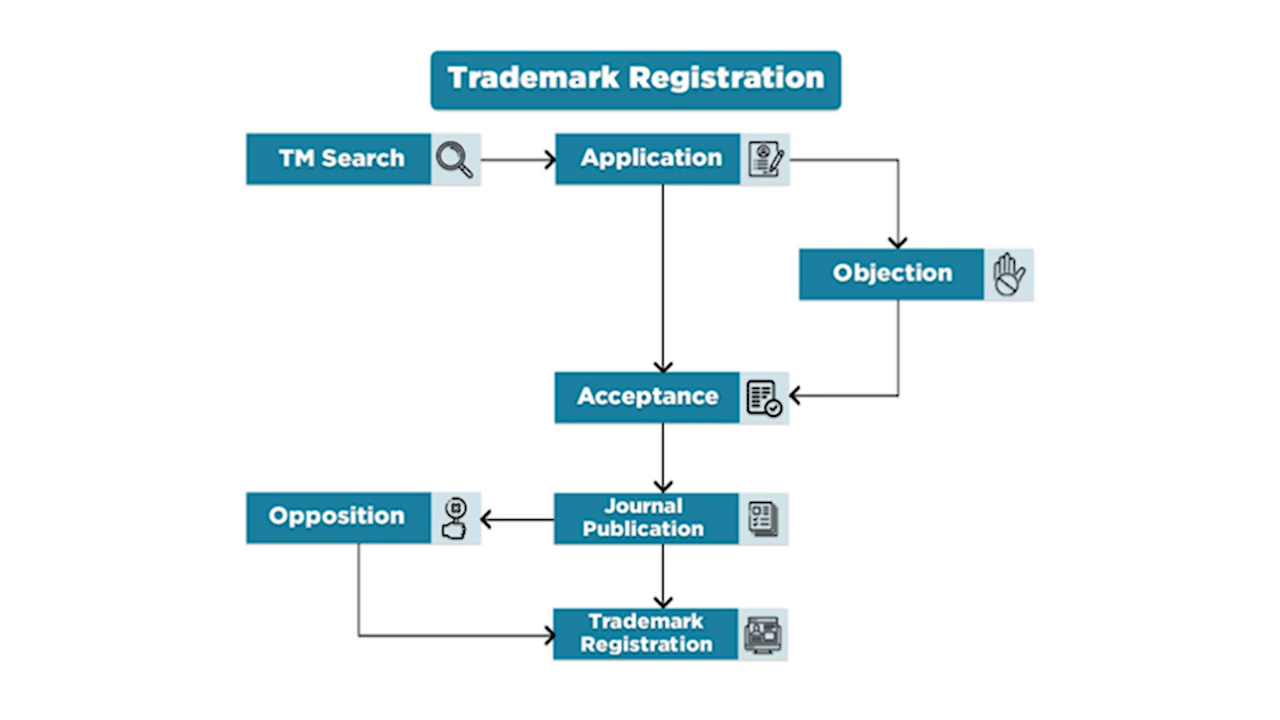 Trademark Registration
TM Search
Application
Objection
Acceptance
Opposition
Journal
Publication
Trademark
Registration